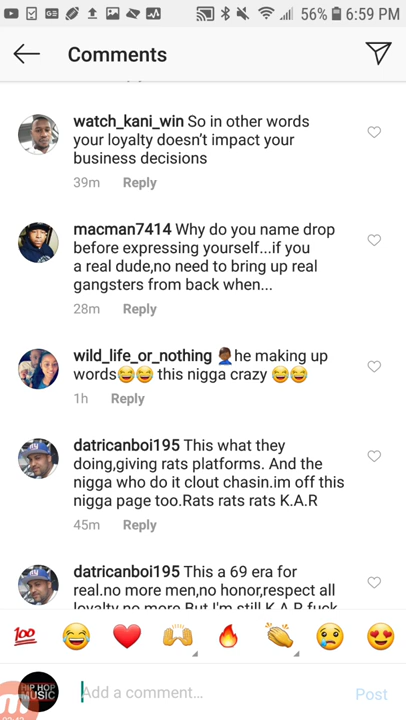 56% 6:59 PM
Comments
watch_kani_win So in other words
your loyalty doesn't impact your
business decisions
39m Reply
macman7414 Why do you name drop
before expressing yourself...if you
a real dude,no need to bring up real
gangsters from back when...
28m Reply
wild_life_or_nothing 🤦🏾‍♂️he making up
words😂😂 this nigga crazy 😂😂
1h Reply
datricanboi195 This what they
doing,giving rats platforms. And the
nigga who do it clout chasin.im off this
nigga page too.Rats rats rats K.A.R
45m Reply
datricanboi195 This a 69 era for
real.no more men,no honor,respect all
loyalty no more.But I'm still K.A.R fuck
💯 😂 ❤️ 🙌 🔥 👏 😢 😍
HIP HOP
MUSIC
Add a comment... Post